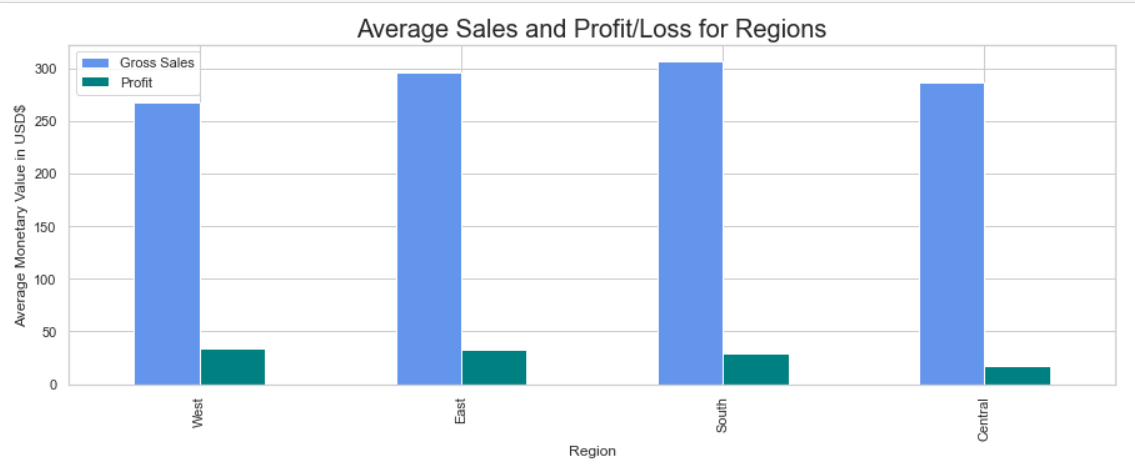 Average Sales and Profit/Loss for Regions
Gross Sales
Profit
Average Monetary Value in USD$
300
250
200
150
100
50
0
West
East
South
Central
Region